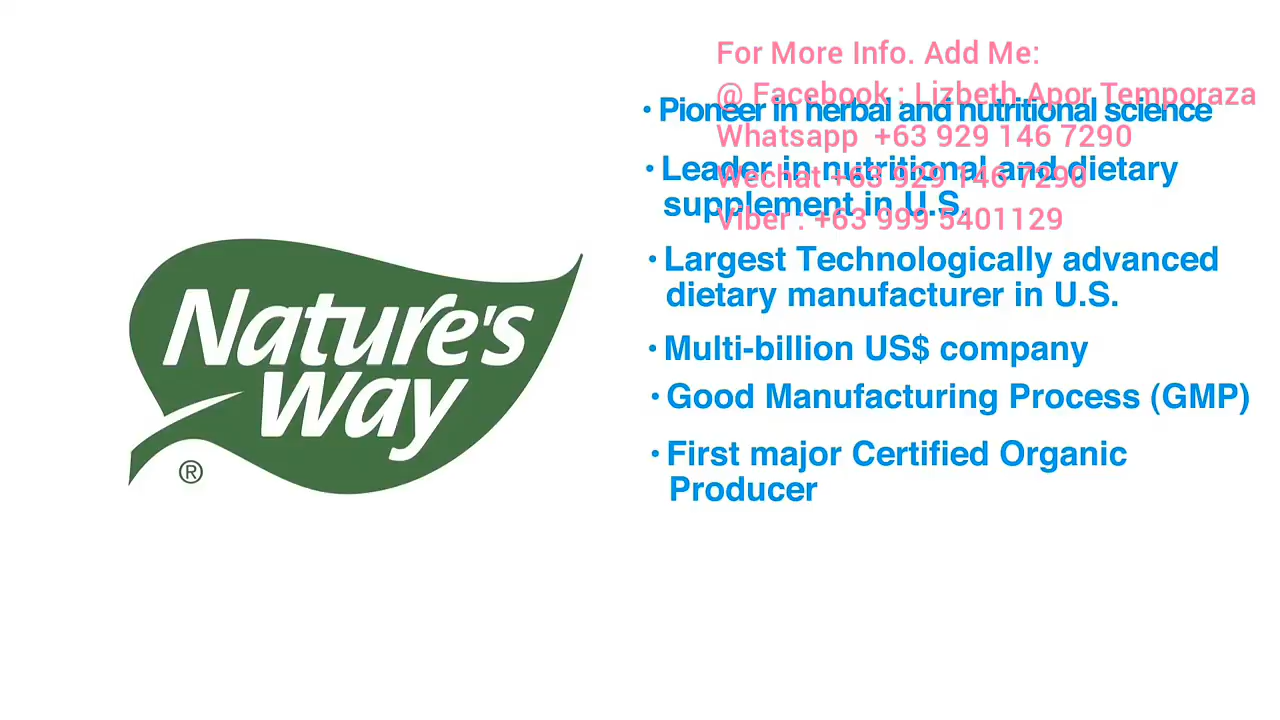 Nature's
Way
®
For More Info. Add Me:
@ Facebook : Lizbeth Apor Temporaza
• Pioneer in herbal and nutritional science
Whatsapp +63 929 146 7290
• Leader in nutritional and dietary
Wechat +63 929 146 7290
supplement in U.S.
Viber : +63 999 5401129
• Largest Technologically advanced
dietary manufacturer in U.S.
• Multi-billion US$ company
• Good Manufacturing Process (GMP)
• First major Certified Organic
Producer